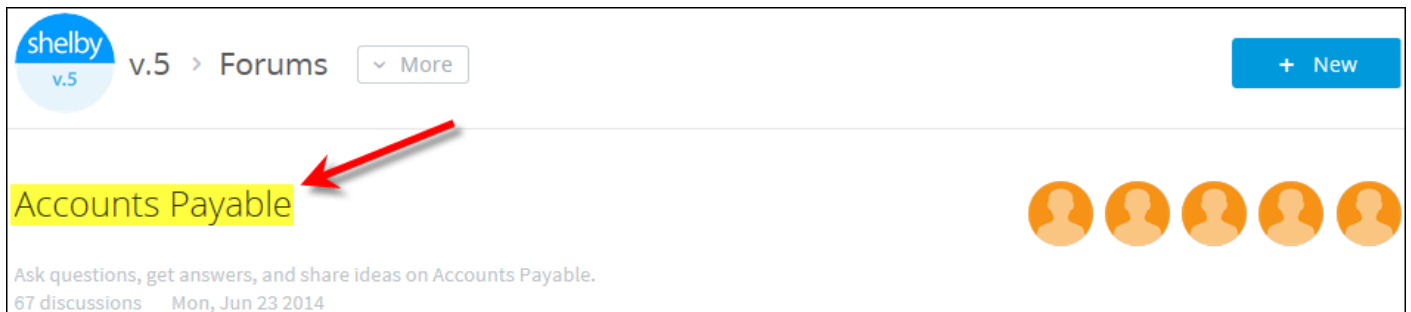 shelby
v.5
v.5 > Forums
More
+ New
Accounts Payable
Ask questions, get answers, and share ideas on Accounts Payable.
67 discussions Mon, Jun 23 2014